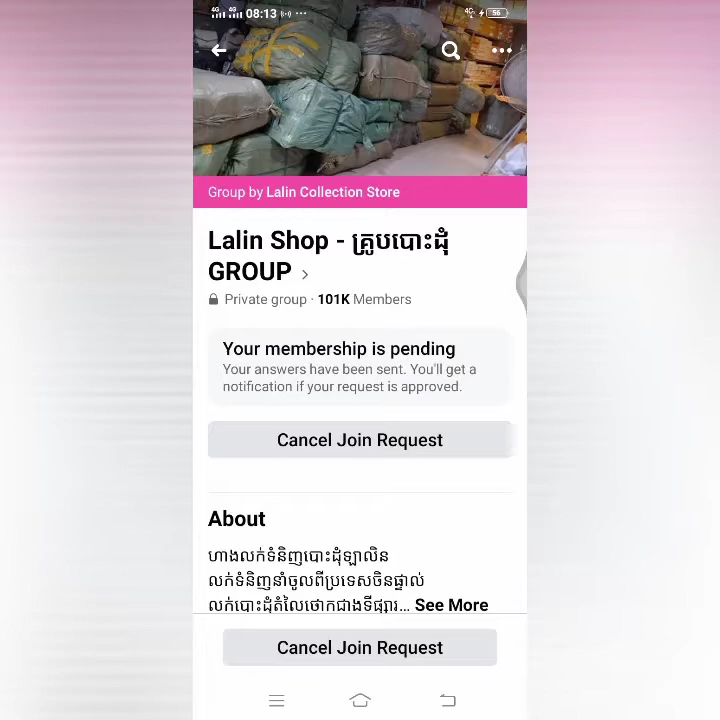 4G 4G 08:13
56
Group by Lalin Collection Store
Lalin Shop - គ្រូបបោះដុំ
GROUP
Private group · 101K Members
Your membership is pending
Your answers have been sent. You'll get a
notification if your request is approved.
Cancel Join Request
About
ហាងលក់ទំនិញបោះដុំឡាលិន
លក់ទំនិញនាំចូលពីប្រទេសចិនផ្ទាល់
លក់បោះដុំតំលៃថោកជាងទីផ្សារ... See More
Cancel Join Request